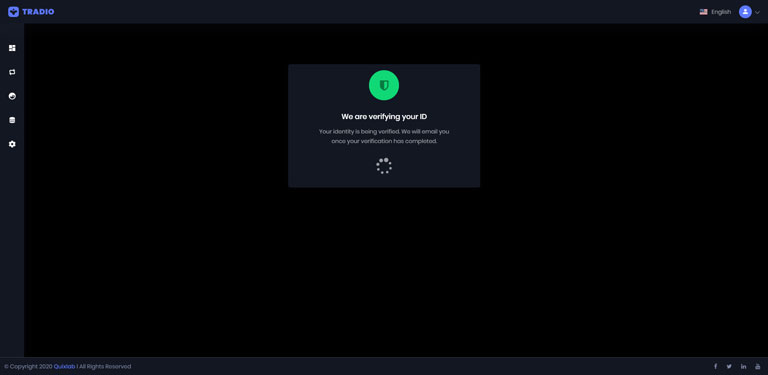 TRADIO
English
We are verifying your ID
Your identity is being verified. We will email you
once your verification has completed.
© Copyright 2020 Quixlab I All Rights Reserved